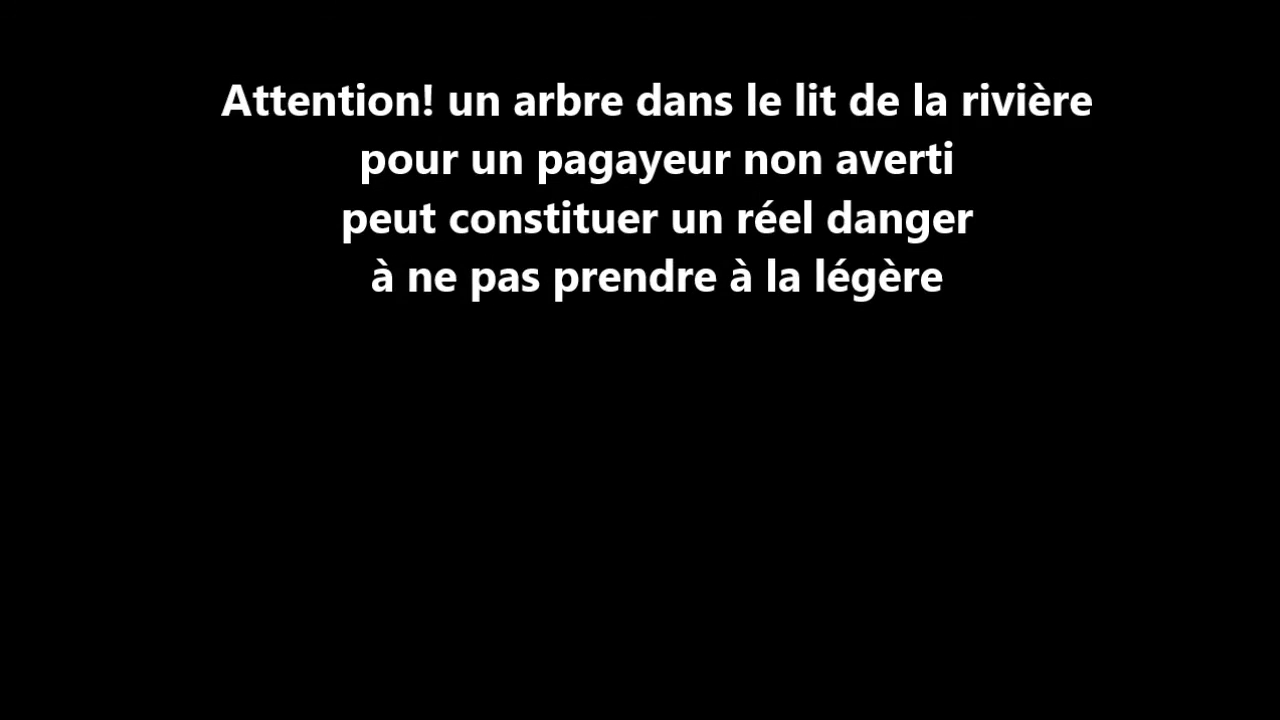 Attention! un arbre dans le lit de la rivière
pour un pagayeur non averti
peut constituer un réel danger
à ne pas prendre à la légère